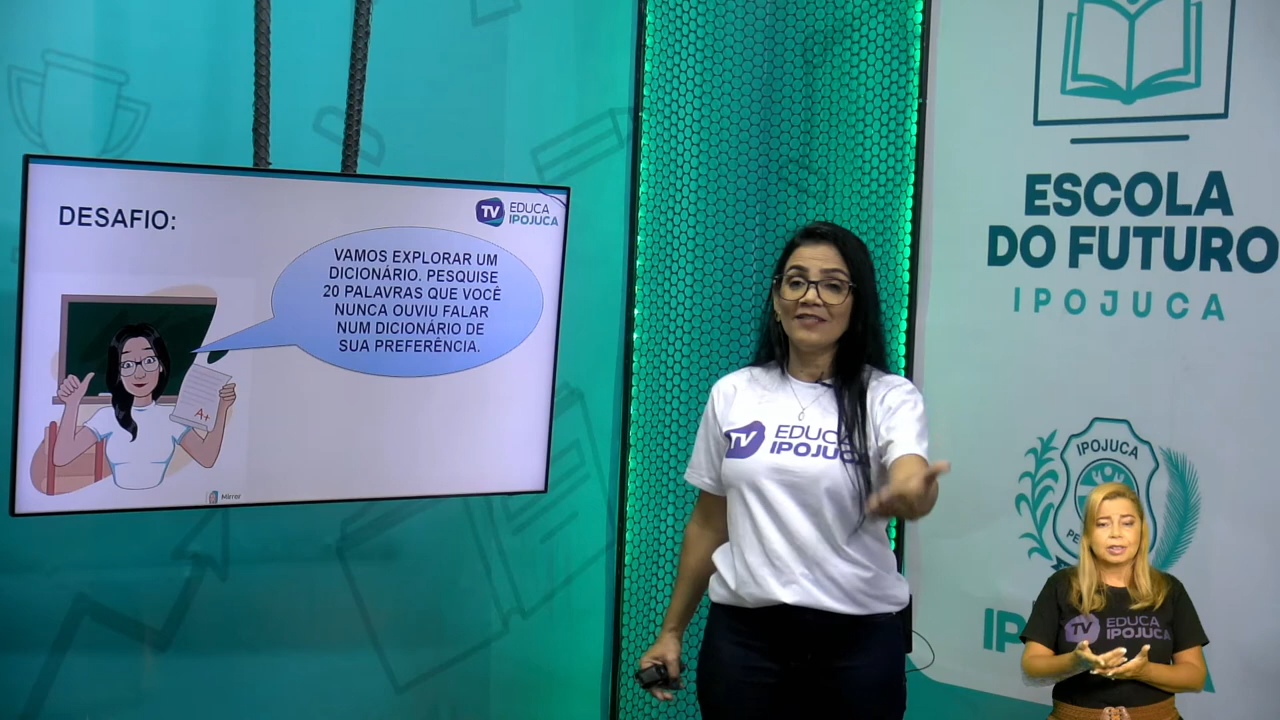 DESAFIO:
TV EDUCA
IPOJUCA
VAMOS EXPLORAR UM
DICIONÁRIO. PESQUISE
20 PALAVRAS QUE VOCÊ
NUNCA OUVIU FALAR
NUM DICIONÁRIO DE
SUA PREFERÊNCIA.
A+
Mirror
TV EDUCA
IPOJUCA
ESCOLA
DO FUTURO
IPOJUCA
IPOJUCA
TV EDUCA
IPOJUCA